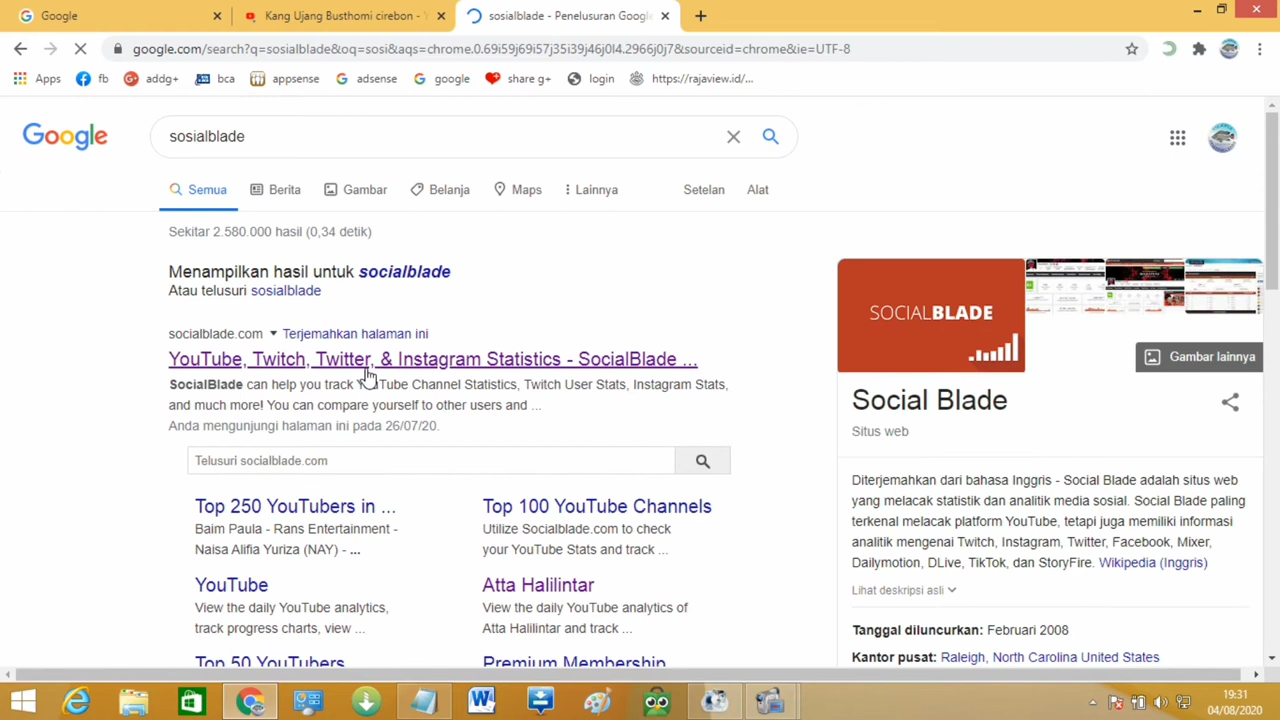 Google
Kang Ujang Busthomi cirebon - Y
sosialblade - Penelusuran Google
google.com/search?q=sosialblade&oq=sosi&aqs=chrome.0.69i59j69i57j35i39j46j0l4.2966j0j7&sourceid=chrome&ie=UTF-8
Apps
fb
addg+
bca
appsense
adsense
google
share g+
login
https://rajaview.id/...
Google
sosialblade
Semua
Berita
Gambar
Belanja
Maps
Lainnya
Setelan
Alat
Sekitar 2.580.000 hasil (0,34 detik)
Menampilkan hasil untuk socialblade
Atau telusuri sosialblade
socialblade.com
Terjemahkan halaman ini
YouTube, Twitch, Twitter, & Instagram Statistics - SocialBlade ...
SocialBlade can help you track YouTube Channel Statistics, Twitch User Stats, Instagram Stats,
and much more! You can compare yourself to other users and ...
Anda mengunjungi halaman ini pada 26/07/20.
Telusuri socialblade.com
Top 250 YouTubers in ...
Baim Paula - Rans Entertainment -
Naisa Alifia Yuriza (NAY) - ...
Top 100 YouTube Channels
Utilize Socialblade.com to check
your YouTube Stats and track ...
YouTube
View the daily YouTube analytics,
track progress charts, view ...
Atta Halilintar
View the daily YouTube analytics of
Atta Halilintar and track ...
Top 50 YouTubers
Premium Membership
SOCIALBLADE
Gambar lainnya
Social Blade
Situs web
Diterjemahkan dari bahasa Inggris - Social Blade adalah situs web
yang melacak statistik dan analitik media sosial. Social Blade paling
terkenal melacak platform YouTube, tetapi juga memiliki informasi
analitik mengenai Twitch, Instagram, Twitter, Facebook, Mixer,
Dailymotion, DLive, TikTok, dan StoryFire. Wikipedia (Inggris)
Lihat deskripsi asli
Tanggal diluncurkan: Februari 2008
Kantor pusat: Raleigh, North Carolina United States
19:31
04/08/2020